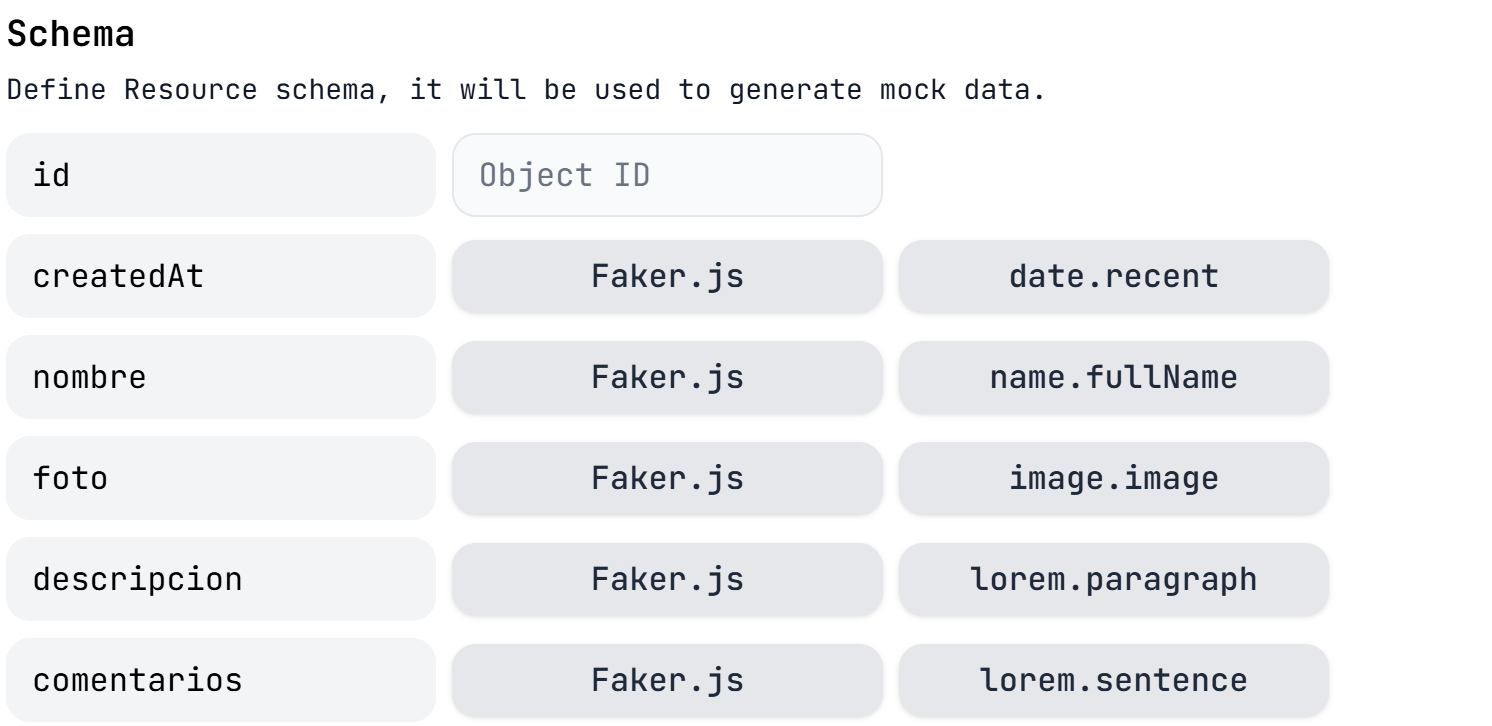 Schema
Define Resource schema, it will be used to generate mock data.
id Object ID
createdAt Faker.js date.recent
nombre Faker.js name.fullName
foto Faker.js image.image
descripcion Faker.js lorem.paragraph
comentarios Faker.js lorem.sentence